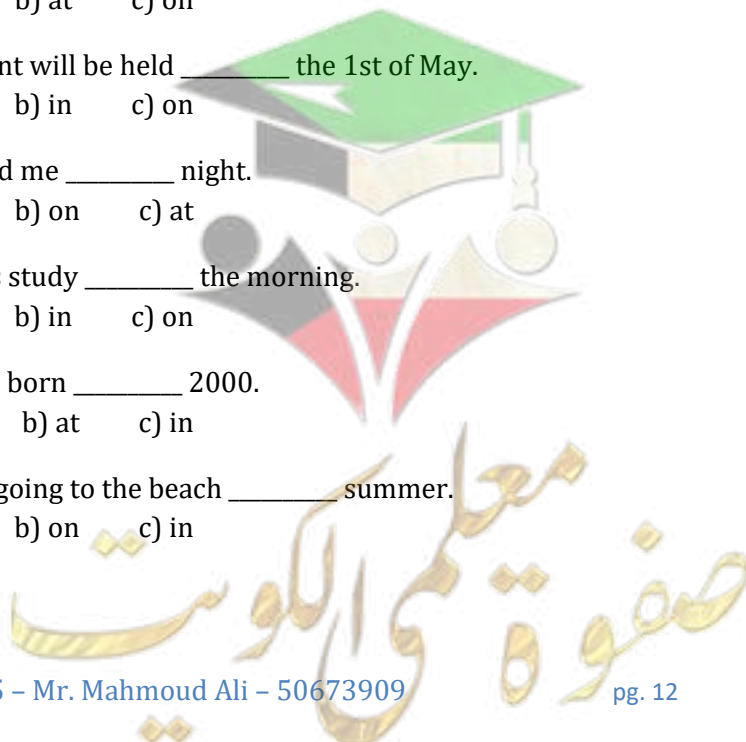 b) at c) on
nt will be held _________ the 1st of May.
b) in c) on
d me _________ night.
b) on c) at
s study _________ the morning.
b) in c) on
born _________ 2000.
b) at c) in
going to the beach _________ summer.
b) on c) in
صفوة معلمى الكويت
– Mr. Mahmoud Ali – 50673909 pg. 12